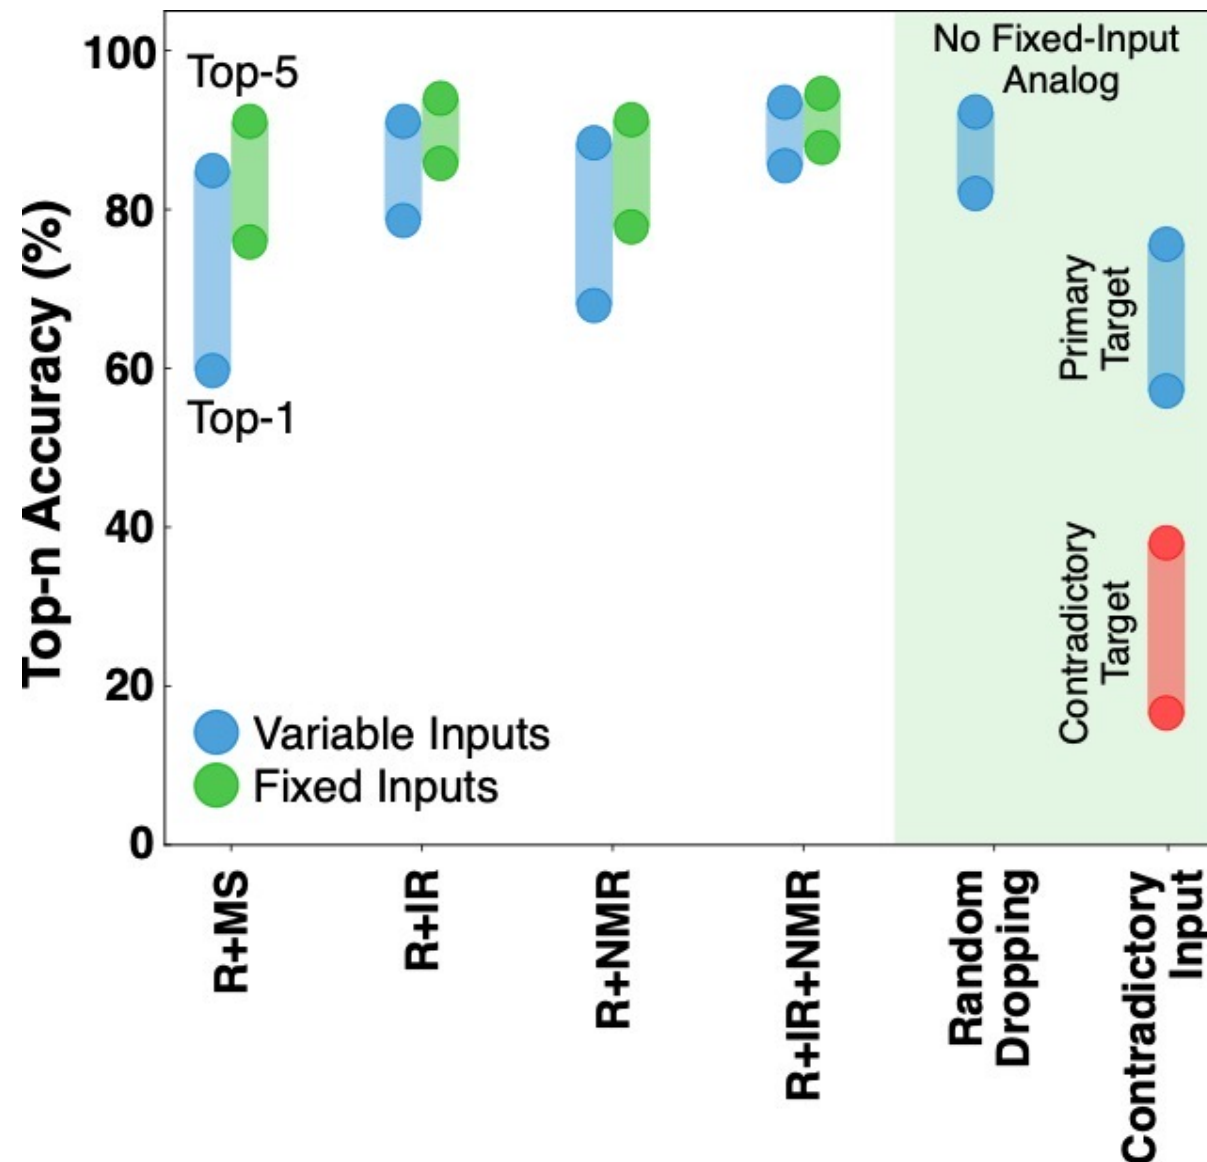 Top-n Accuracy (%)
100
80
60
40
20
0
Top-5
Top-1
No Fixed-Input
Analog
Primary
Target
Contradictory
Target
Variable Inputs
Fixed Inputs
R+MS
R+IR
R+NMR
R+IR+NMR
Random
Dropping
Contradictory
Input